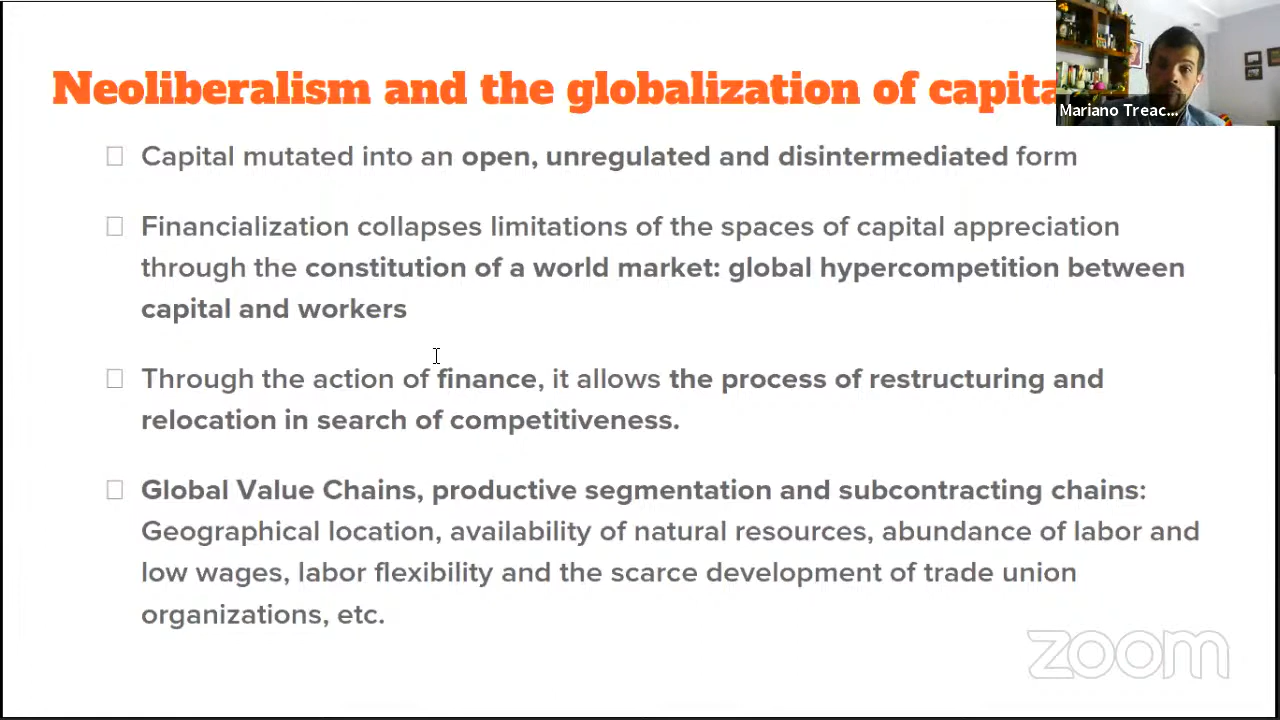 Neoliberalism and the globalization of capita
Mariano Treac...
Capital mutated into an open, unregulated and disintermediated form
Financialization collapses limitations of the spaces of capital appreciation
through the constitution of a world market: global hypercompetition between
capital and workers
Through the action of finance, it allows the process of restructuring and
relocation in search of competitiveness.
Global Value Chains, productive segmentation and subcontracting chains:
Geographical location, availability of natural resources, abundance of labor and
low wages, labor flexibility and the scarce development of trade union
organizations, etc.
zoom